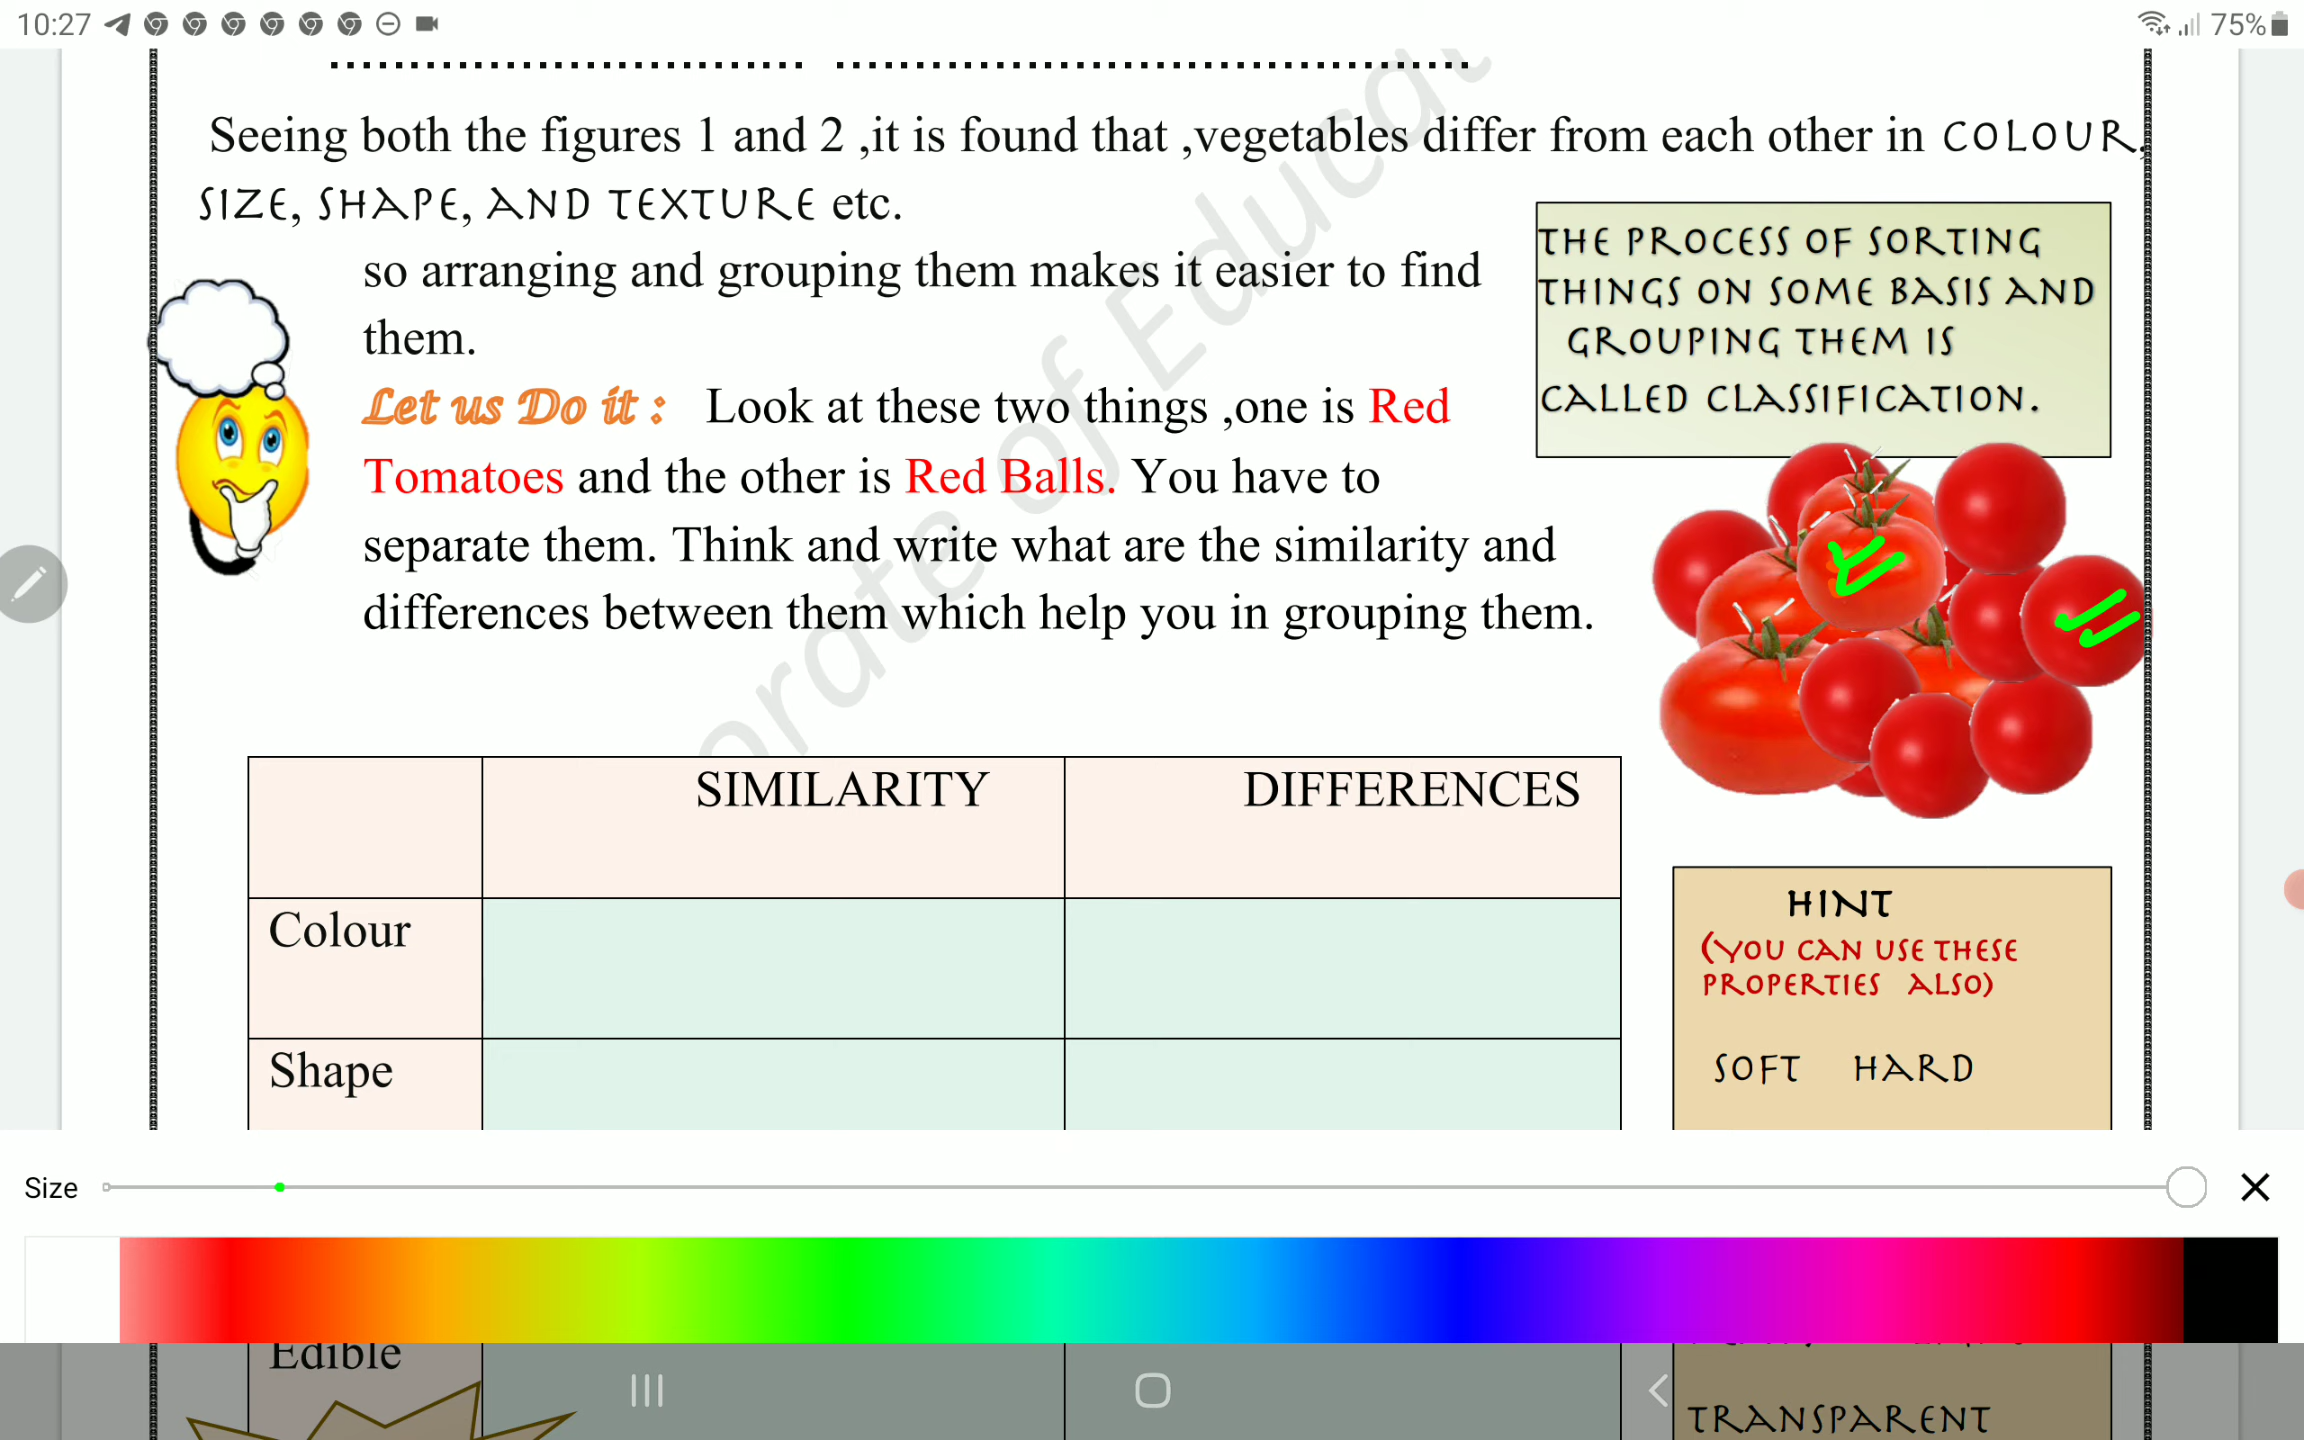 10:27
75%
Seeing both the figures 1 and 2 ,it is found that ,vegetables differ from each other in COLOUR,
SIZE, SHAPE, AND TEXTURE etc.
so arranging and grouping them makes it easier to find
them.
THE PROCESS OF SORTING
THINGS ON SOME BASIS AND
GROUPING THEM IS
CALLED CLASSIFICATION.
Let us Do it : Look at these two things ,one is Red
Tomatoes and the other is Red Balls. You have to
separate them. Think and write what are the similarity and
differences between them which help you in grouping them.
orate of Educat
SIMILARITY DIFFERENCES
Colour
Shape
HINT
(YOU CAN USE THESE
PROPERTIES ALSO)
SOFT HARD
Size
Edible
TRANSPARENT